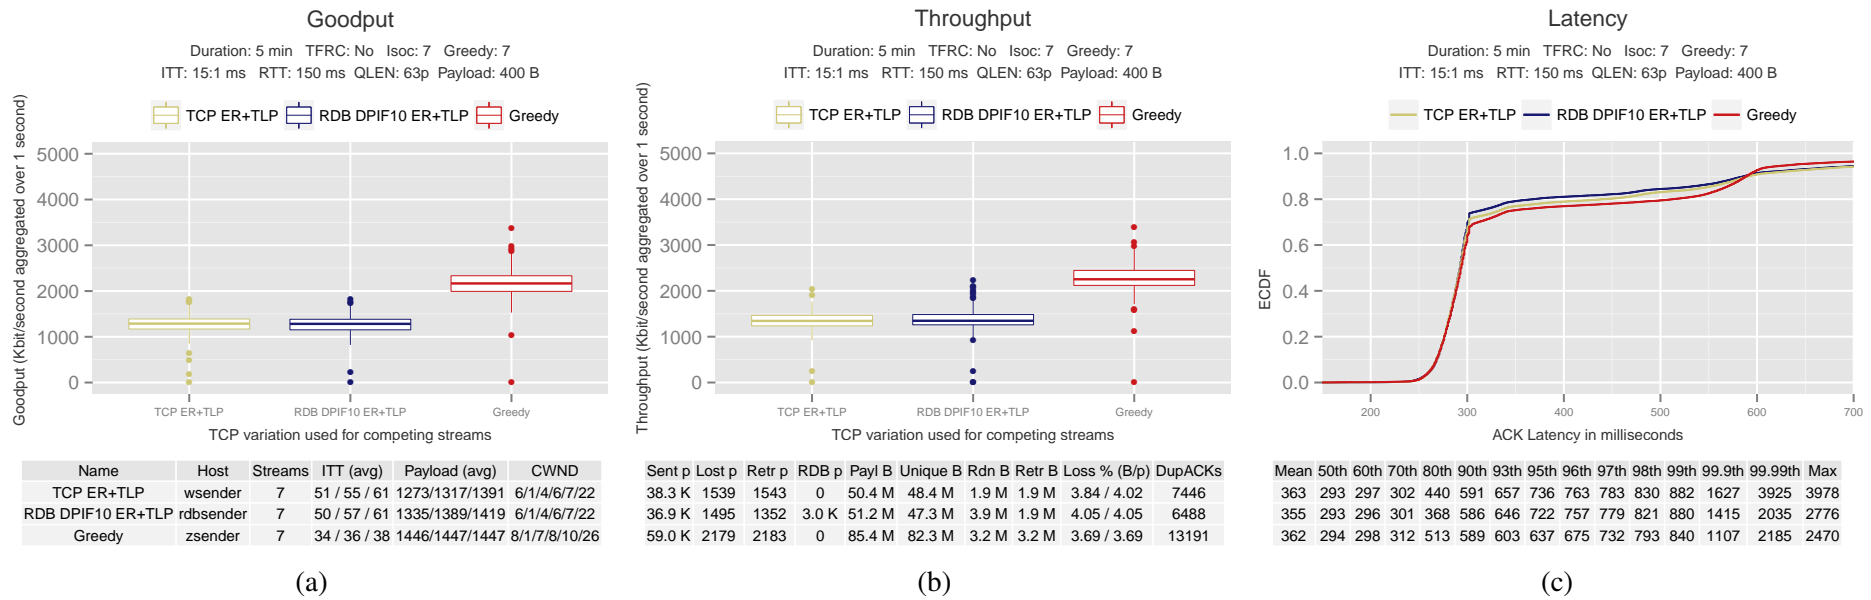 Goodput
Duration: 5 min TFRC: No Isoc: 7 Greedy: 7
ITT: 15:1 ms RTT: 150 ms QLEN: 63p Payload: 400 B
TCP ER+TLP RDB DPIF10 ER+TLP Greedy
Goodput (Kbit/second aggregated over 1 second)
5000
4000
3000
2000
1000
0
TCP ER+TLP RDB DPIF10 ER+TLP Greedy
TCP variation used for competing streams
Name Host Streams ITT (avg) Payload (avg) CWND
TCP ER+TLP wsender 7 51 / 55 / 61 1273/1317/1391 6/1/4/6/7/22
RDB DPIF10 ER+TLP rdbsender 7 50 / 57 / 61 1335/1389/1419 6/1/4/6/7/22
Greedy zsender 7 34 / 36 / 38 1446/1447/1447 8/1/7/8/10/26
(a)
Throughput
Duration: 5 min TFRC: No Isoc: 7 Greedy: 7
ITT: 15:1 ms RTT: 150 ms QLEN: 63p Payload: 400 B
TCP ER+TLP RDB DPIF10 ER+TLP Greedy
Throughput (Kbit/second aggregated over 1 second)
5000
4000
3000
2000
1000
0
TCP ER+TLP RDB DPIF10 ER+TLP Greedy
TCP variation used for competing streams
Sent p Lost p Retr p RDB p Payl B Unique B Rdn B Retr B Loss % (B/p) DupACKs
38.3 K 1539 1543 0 50.4 M 48.4 M 1.9 M 1.9 M 3.84 / 4.02 7446
36.9 K 1495 1352 3.0 K 51.2 M 47.3 M 3.9 M 1.9 M 4.05 / 4.05 6488
59.0 K 2179 2183 0 85.4 M 82.3 M 3.2 M 3.2 M 3.69 / 3.69 13191
(b)
Latency
Duration: 5 min TFRC: No Isoc: 7 Greedy: 7
ITT: 15:1 ms RTT: 150 ms QLEN: 63p Payload: 400 B
TCP ER+TLP RDB DPIF10 ER+TLP Greedy
ECDF
1.0
0.8
0.6
0.4
0.2
0.0
200 300 400 500 600 700
ACK Latency in milliseconds
Mean 50th 60th 70th 80th 90th 93th 95th 96th 97th 98th 99th 99.9th 99.99th Max
363 293 297 302 440 591 657 736 763 783 830 882 1627 3925 3978
355 293 296 301 368 586 646 722 757 779 821 880 1415 2035 2776
362 294 298 312 513 589 603 637 675 732 793 840 1107 2185 2470
(c)